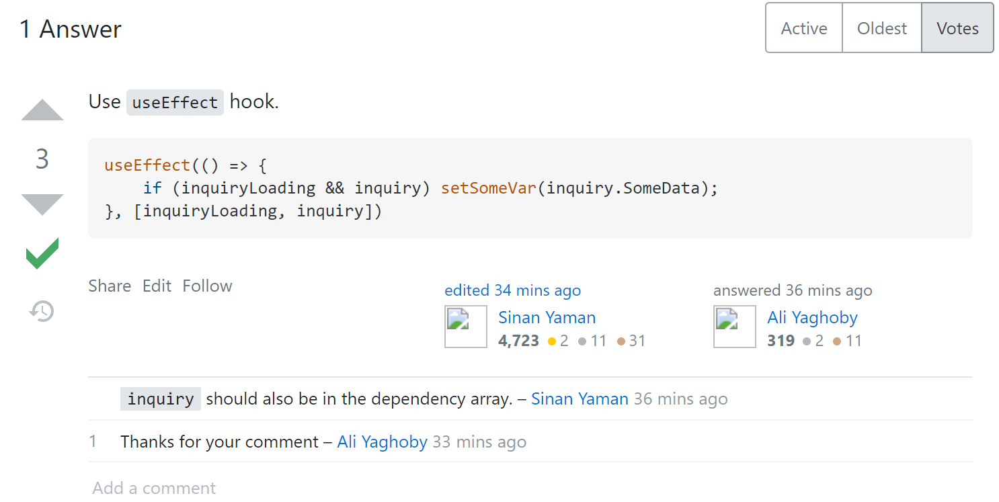 1 Answer
Active Oldest Votes
Use useEffect hook.
3
useEffect(() => {
    if (inquiryLoading && inquiry) setSomeVar(inquiry.SomeData);
}, [inquiryLoading, inquiry])
Share Edit Follow
edited 34 mins ago
Sinan Yaman
4,723 2 11 31
answered 36 mins ago
Ali Yaghoby
319 2 11
inquiry should also be in the dependency array. – Sinan Yaman 36 mins ago
1 Thanks for your comment – Ali Yaghoby 33 mins ago
Add a comment